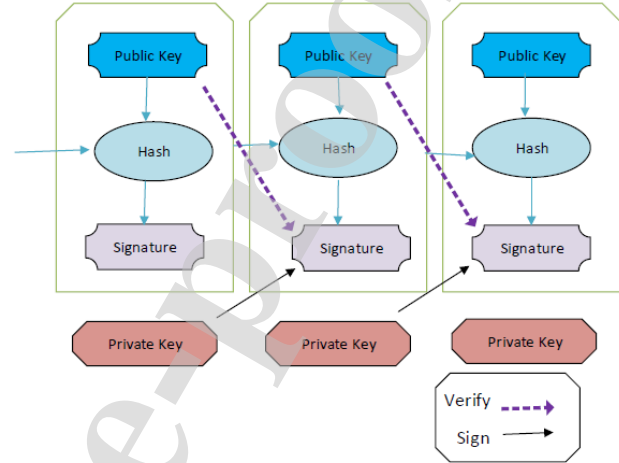 Public Key
Public Key
Public Key
Hash
Hash
Hash
Signature
Signature
Signature
Private Key
Private Key
Private Key
Verify
Sign
e-proo